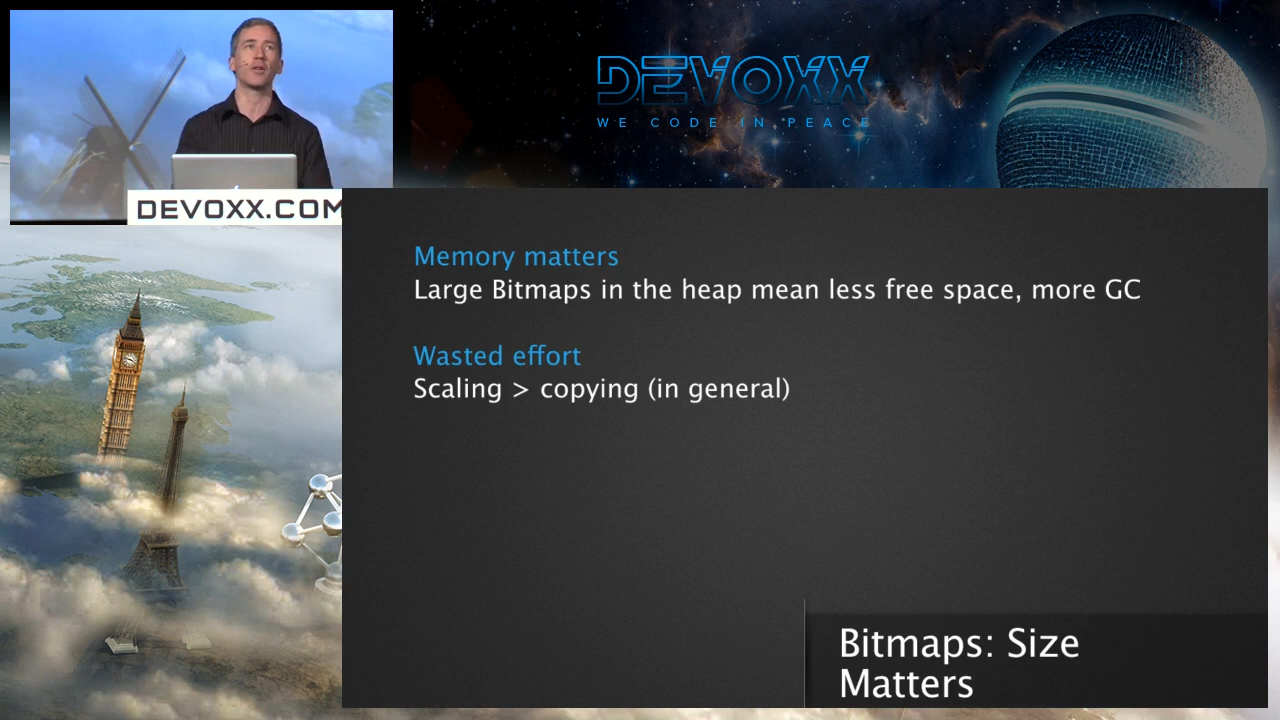 DEVOXX
WE CODE IN PEACE
DEVOXX.COM
Memory matters
Large Bitmaps in the heap mean less free space, more GC
Wasted effort
Scaling > copying (in general)
Bitmaps: Size
Matters